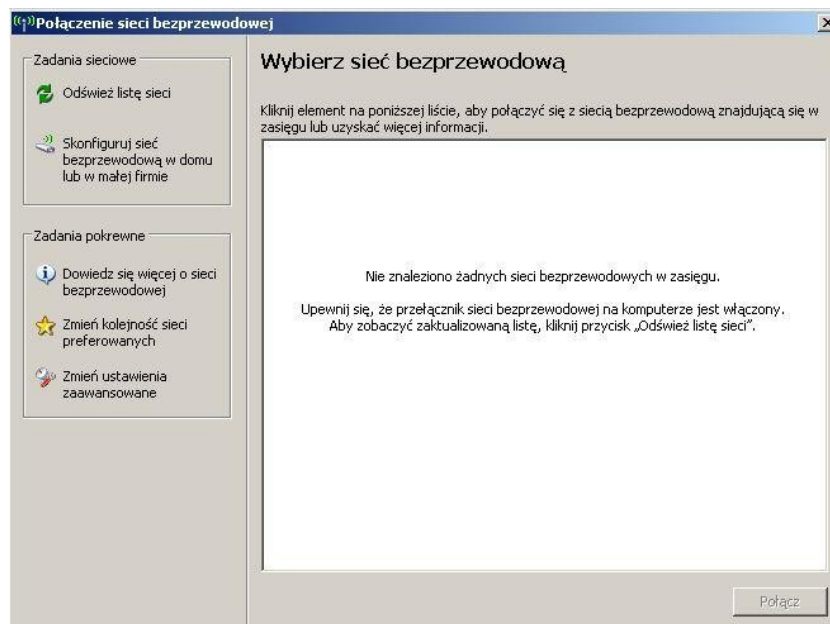 Połączenie sieci bezprzewodowej
Zadania sieciowe
Odśwież listę sieci
Skonfiguruj sieć
bezprzewodową w domu
lub w małej firmie
Zadania pokrewne
Dowiedz się więcej o sieci
bezprzewodowej
Zmień kolejność sieci
preferowanych
Zmień ustawienia
zaawansowane
Wybierz sieć bezprzewodową
Kliknij element na poniższej liście, aby połączyć się z siecią bezprzewodową znajdującą się w
zasięgu lub uzyskać więcej informacji.
Nie znaleziono żadnych sieci bezprzewodowych w zasięgu.
Upewnij się, że przełącznik sieci bezprzewodowej na komputerze jest włączony.
Aby zobaczyć zaktualizowaną listę, kliknij przycisk „Odśwież listę sieci”.
Połącz